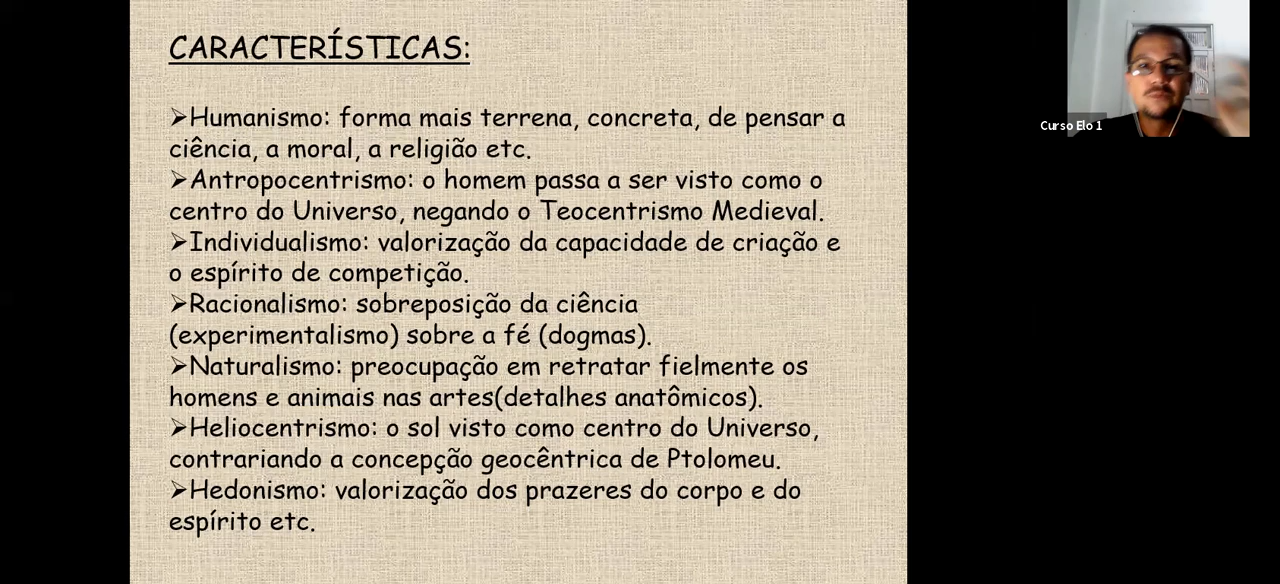 CARACTERÍSTICAS:
➢Humanismo: forma mais terrena, concreta, de pensar a
ciência, a moral, a religião etc.
➢Antropocentrismo: o homem passa a ser visto como o
centro do Universo, negando o Teocentrismo Medieval.
➢Individualismo: valorização da capacidade de criação e
o espírito de competição.
➢Racionalismo: sobreposição da ciência
(experimentalismo) sobre a fé (dogmas).
➢Naturalismo: preocupação em retratar fielmente os
homens e animais nas artes(detalhes anatômicos).
➢Heliocentrismo: o sol visto como centro do Universo,
contrariando a concepção geocêntrica de Ptolomeu.
➢Hedonismo: valorização dos prazeres do corpo e do
espírito etc.
Curso Elo 1